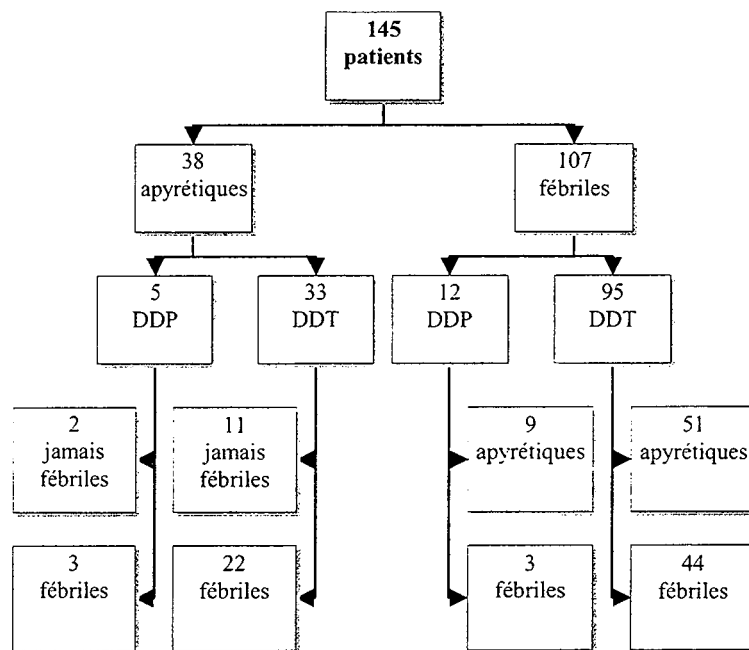 145
patients
38
apyrétiques
107
fébriles
5
DDP
33
DDT
12
DDP
95
DDT
2
jamais
fébriles
11
jamais
fébriles
9
apyrétiques
51
apyrétiques
3
fébriles
22
fébriles
3
fébriles
44
fébriles